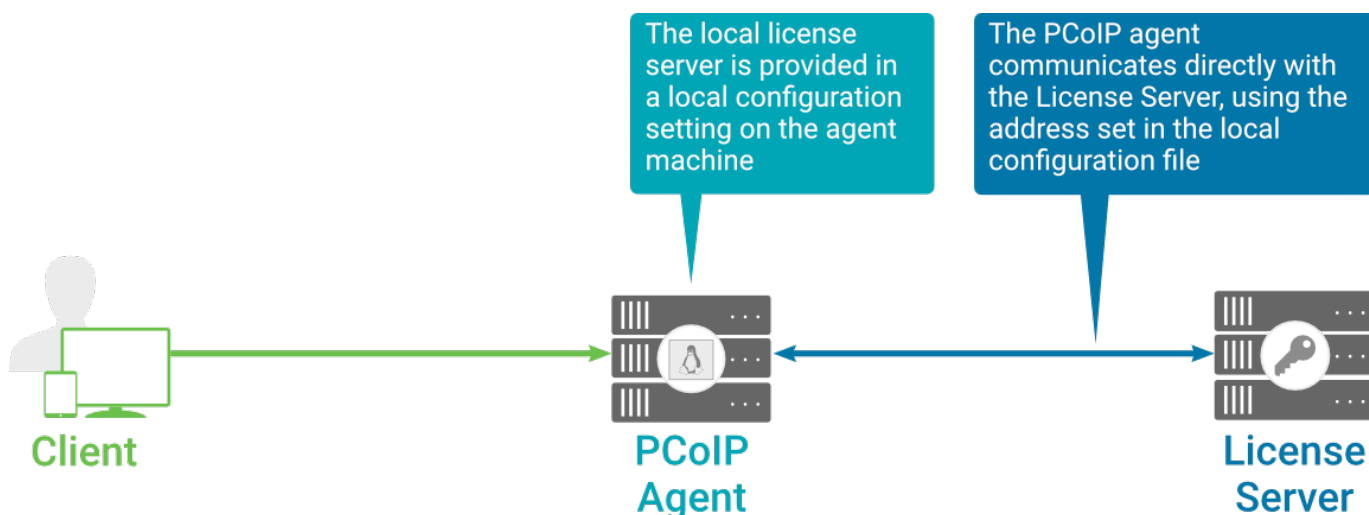 The local license
server is provided in
a local configuration
setting on the agent
machine
The PCoIP agent
communicates directly with
the License Server, using the
address set in the local
configuration file
Client
PCoIP
Agent
License
Server